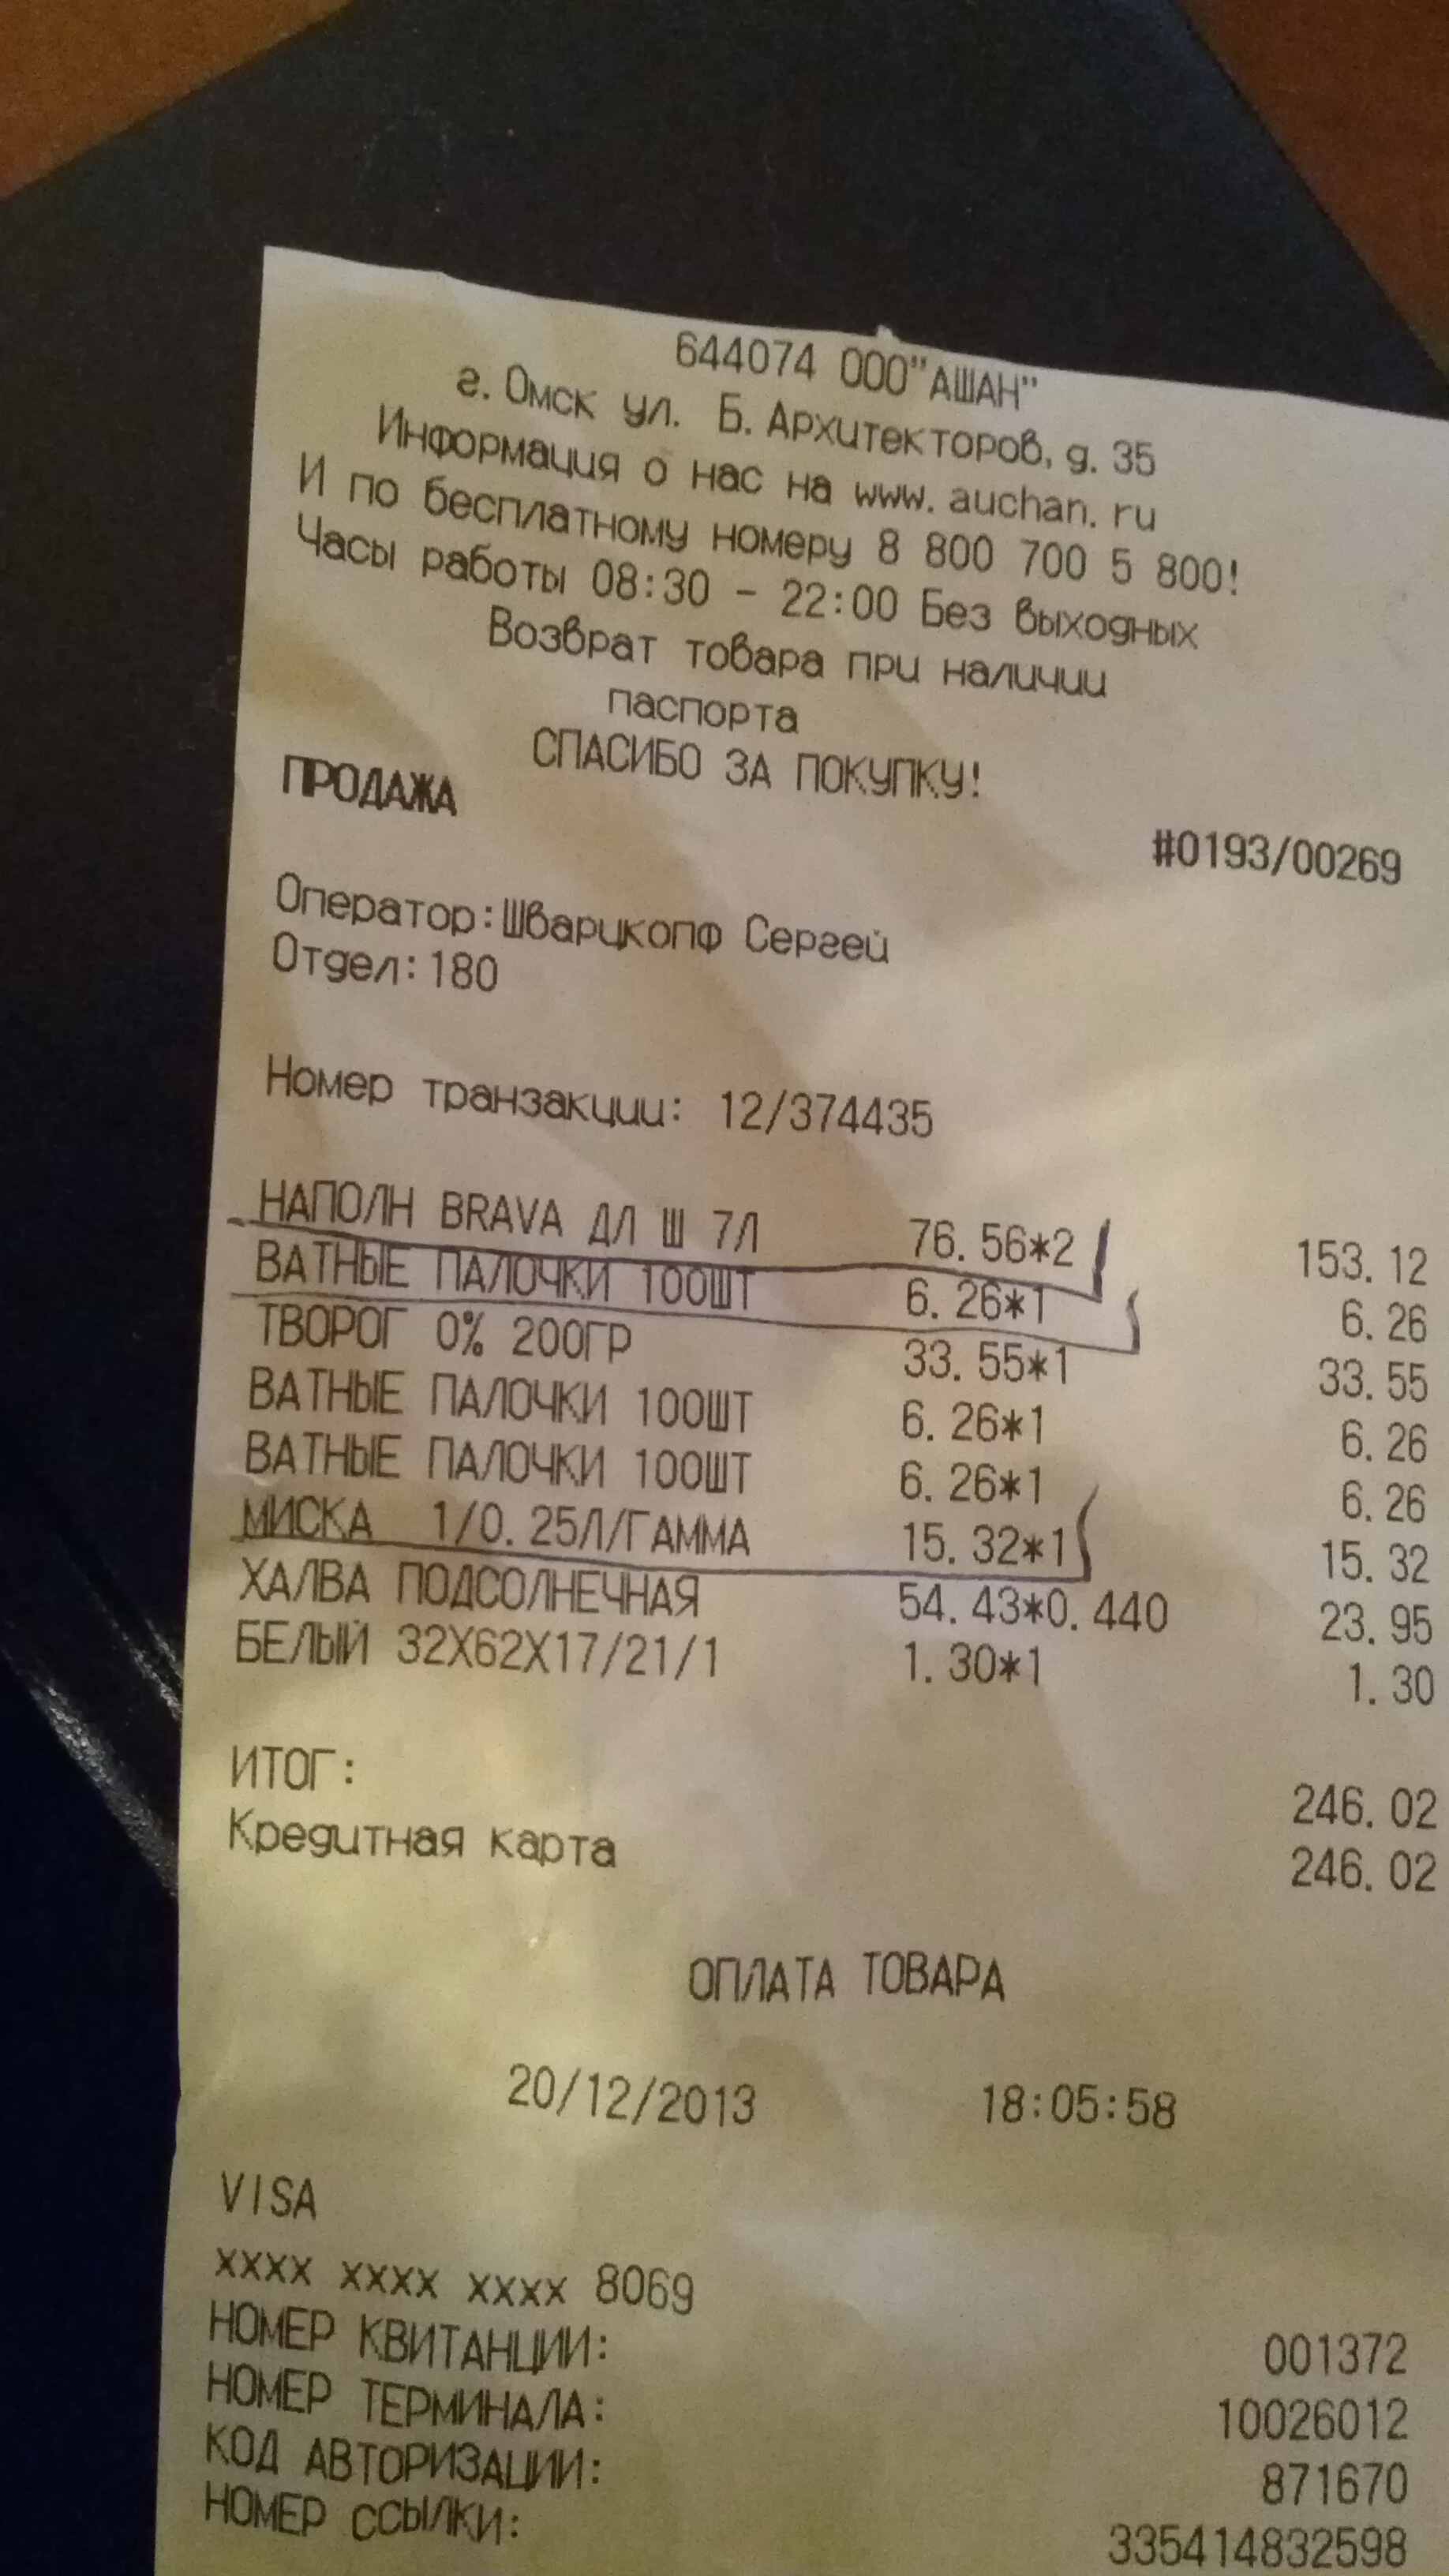 644074 ООО"АШАН"
г. Омск ул. Б. Архитекторов, д. 35
Информация о нас на www. auchan. ru
И по бесплатному номеру 8 800 700 5 800!
Часы работы 08:30 - 22:00 Без выходных
Возврат товара при наличии
паспорта
СПАСИБО ЗА ПОКУПКУ!
ПРОДАЖА
#0193/00269
Оператор:Шварцкопф Сергей
Отдел:180
Номер транзакции: 12/374435
НАПОЛН BRAVA ДЛ Ш 7Л 76. 56*2 153. 12
ВАТНЫЕ ПАЛОЧКИ 100ШТ 6. 26*1 6. 26
ТВОРОГ 0% 200ГР 33. 55*1 33. 55
ВАТНЫЕ ПАЛОЧКИ 100ШТ 6. 26*1 6. 26
ВАТНЫЕ ПАЛОЧКИ 100ШТ 6. 26*1 6. 26
МИСКА 1/0. 25Л/ГАММА 15. 32*1 15. 32
ХАЛВА ПОДСОЛНЕЧНАЯ 54. 43*0. 440 23. 95
БЕЛЫЙ 32X62X17/21/1 1. 30*1 1. 30
ИТОГ: 246. 02
Кредитная карта 246. 02
ОПЛАТА ТОВАРА
20/12/2013 18:05:58
VISA
xxxx xxxx xxxx 8069
НОМЕР КВИТАНЦИИ: 001372
НОМЕР ТЕРМИНАЛА: 10026012
КОД АВТОРИЗАЦИИ: 871670
НОМЕР ССЫЛКИ: 335414832598